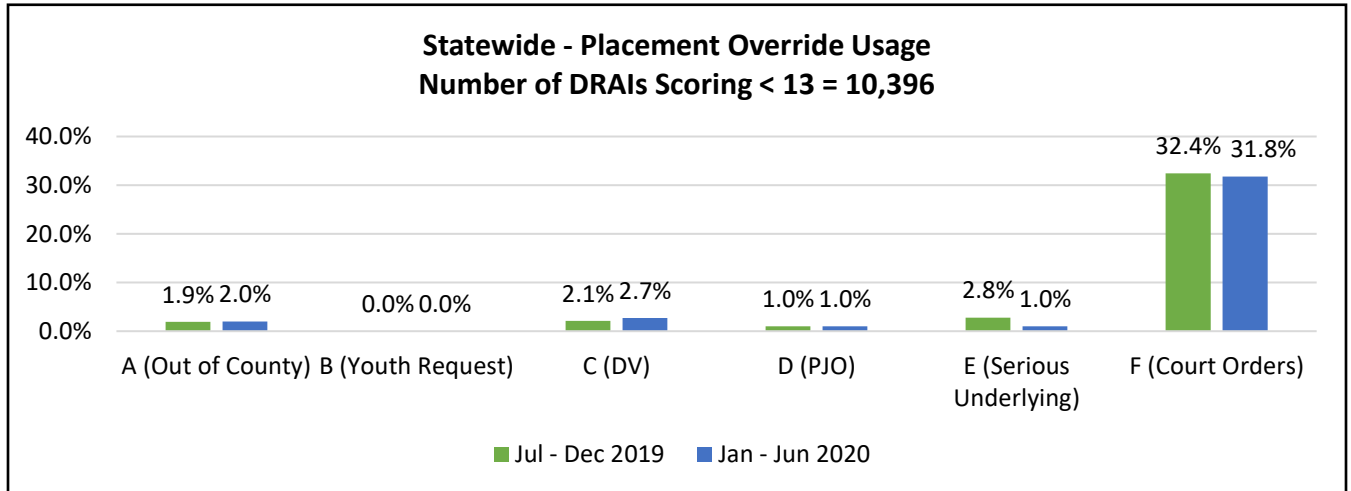 Statewide - Placement Override Usage
Number of DRAIs Scoring < 13 = 10,396
40.0%
30.0%
20.0%
10.0%
0.0%
1.9% 2.0%
0.0% 0.0%
2.1% 2.7%
1.0% 1.0%
2.8% 1.0%
32.4% 31.8%
A (Out of County) B (Youth Request) C (DV) D (PJO) E (Serious Underlying) F (Court Orders)
Jul - Dec 2019 Jan - Jun 2020